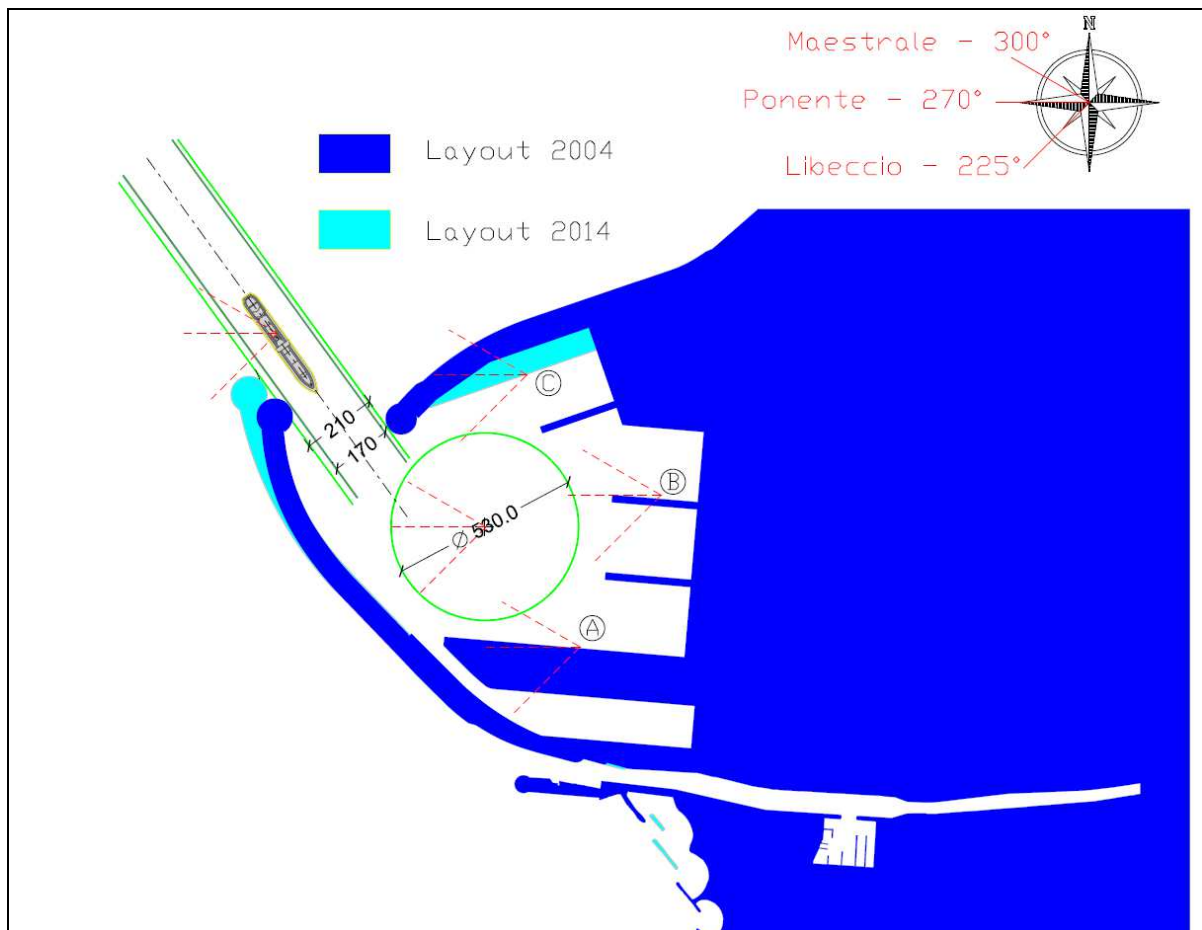 N
Maestrale - 300°
Ponente - 270°
Libeccio - 225°
Layout 2004
Layout 2014
210
170
C
B
A